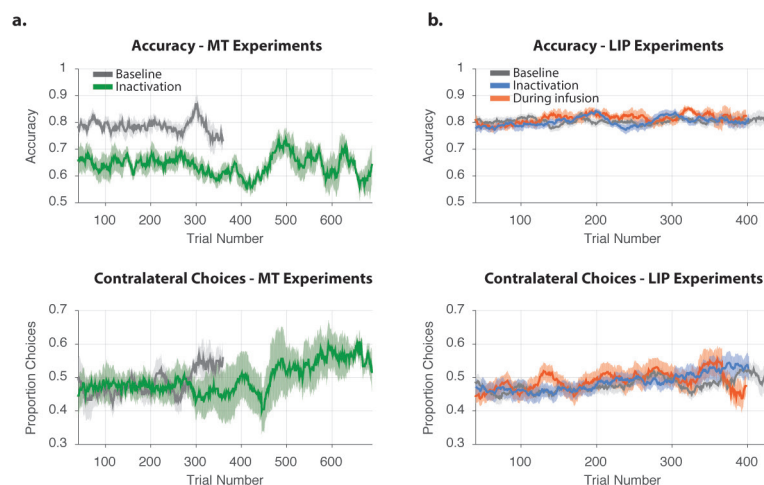 a.
Accuracy - MT Experiments
1
0.9
0.8
0.7
0.6
0.5
Accuracy
Baseline
Inactivation
100 200 300 400 500 600
Trial Number
Contralateral Choices - MT Experiments
0.7
0.6
0.5
0.4
0.3
Proportion Choices
100 200 300 400 500 600
Trial Number
b.
Accuracy - LIP Experiments
1
0.9
0.8
0.7
0.6
0.5
Accuracy
Baseline
Inactivation
During infusion
100 200 300 400
Trial Number
Contralateral Choices - LIP Experiments
0.7
0.6
0.5
0.4
0.3
Proportion Choices
100 200 300 400
Trial Number